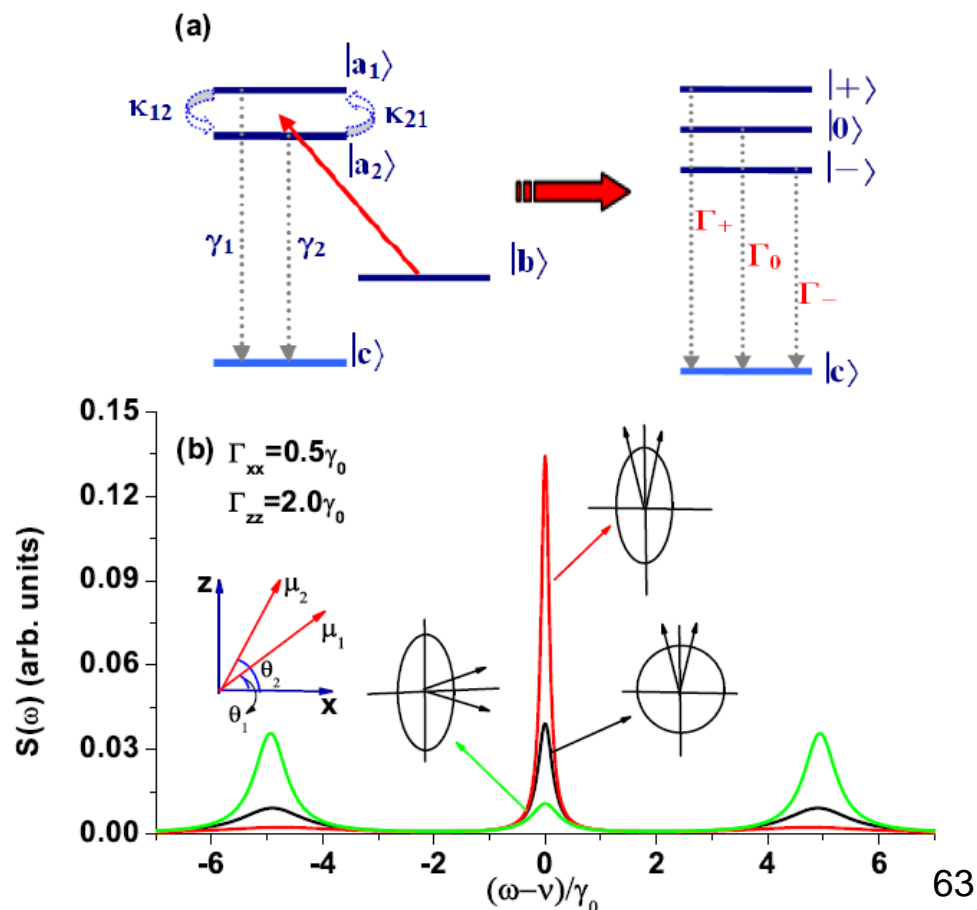 (a)
|a₁⟩
|+⟩
κ₁₂
κ₂₁
|0⟩
|a₂⟩
|−⟩
γ₁
γ₂
|b⟩
Γ₊
Γ₀
Γ₋
|c⟩
|c⟩
0.15
(b) Γₓₓ=0.5γ₀
Γ_zz=2.0γ₀
0.12
S(ω) (arb. units)
0.09
z
μ₂
μ₁
0.06
θ₂
x
θ₁
0.03
0.00
-6 -4 -2 0 2 4 6
(ω−ν)/γ₀
63